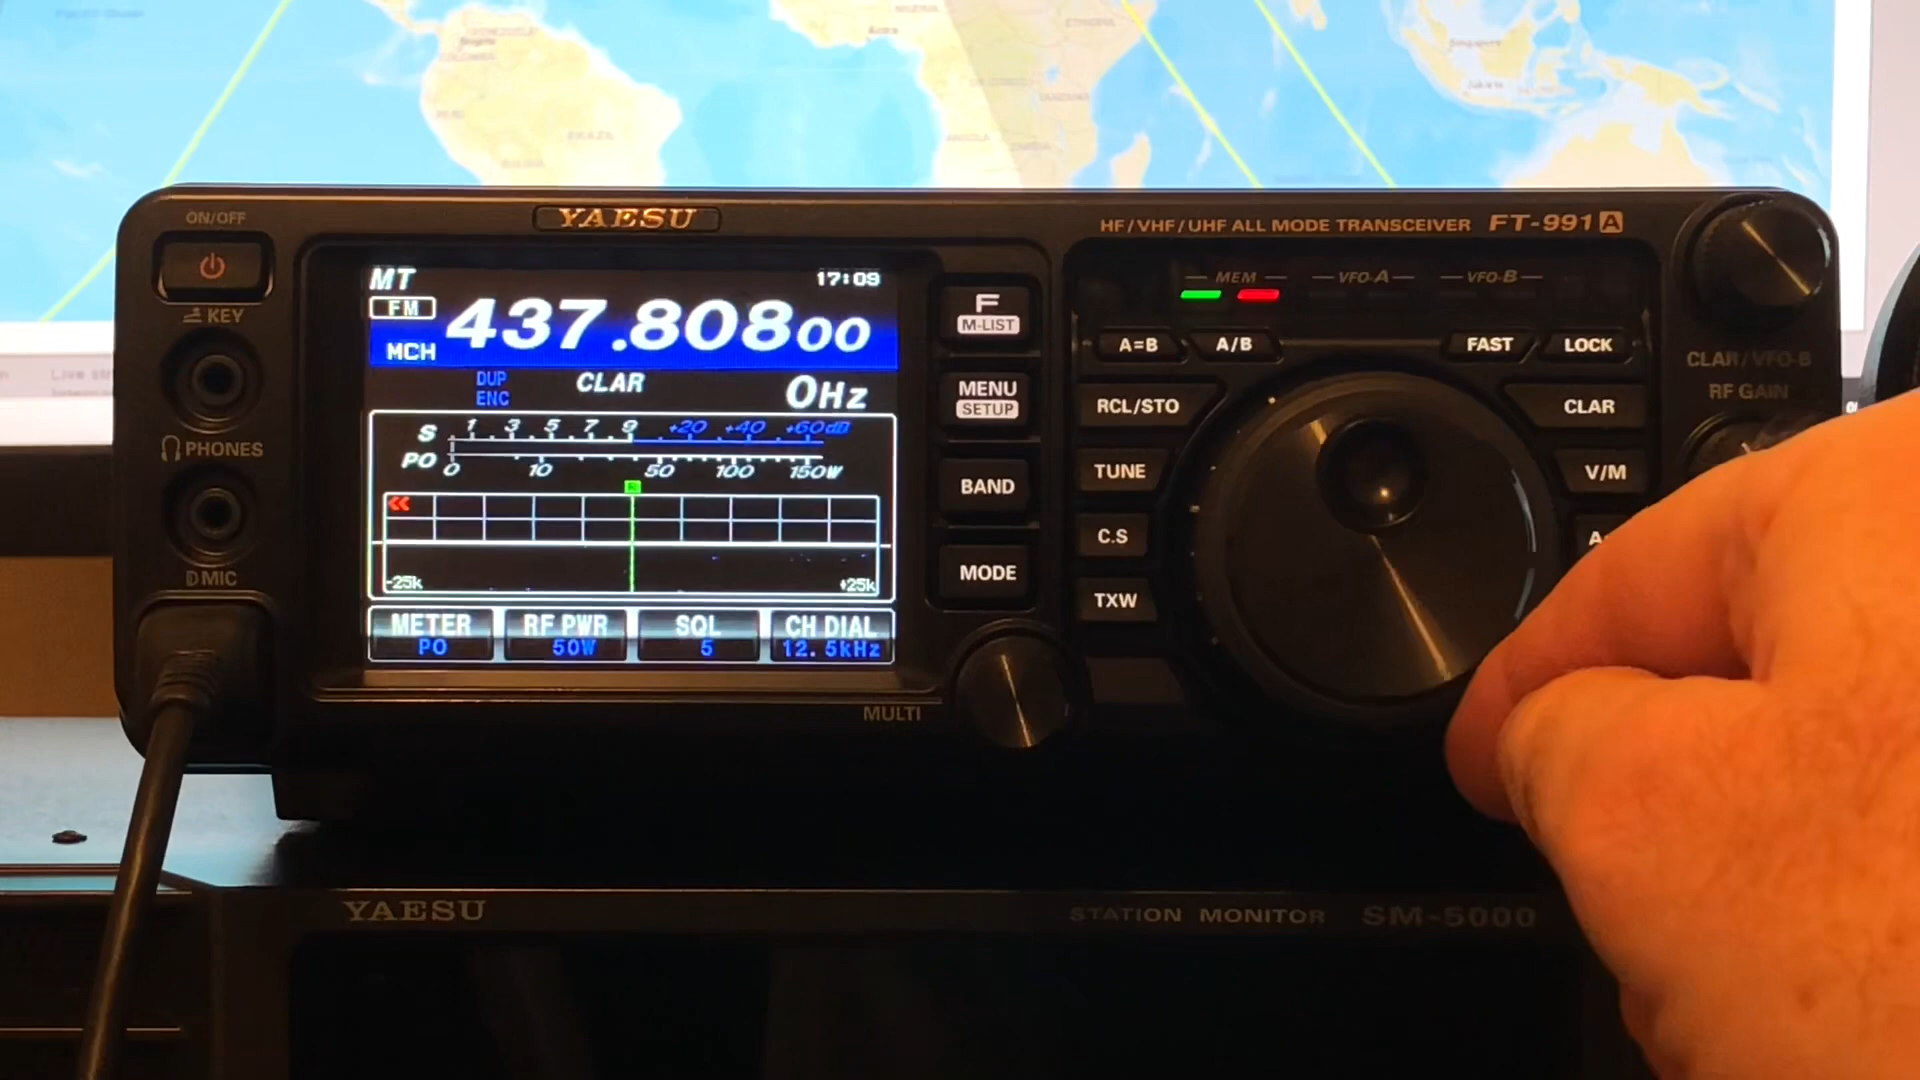 BRAZIL
TANZANIA
ANGOLA
Singapore
ON/OFF
YAESU
HF/VHF/UHF ALL MODE TRANSCEIVER FT-991A
MT
17:09
FM
437.80800
MCH
DUP
ENC
CLAR
0Hz
S 1 3 5 7 9 +20 +40 +60dB
PO 0 10 50 100 150W
R
-25k
+25k
METER
PO
RF PWR
50W
SQL
5
CH DIAL
12.5kHz
KEY
PHONES
MIC
F
M-LIST
MENU
SETUP
BAND
MODE
MULTI
MEM
VFO-A
VFO-B
A=B
A/B
FAST
LOCK
RCL/STO
CLAR
TUNE
V/M
C.S
TXW
CLAR/VFO-B
RF GAIN
YAESU
STATION MONITOR SM-5000